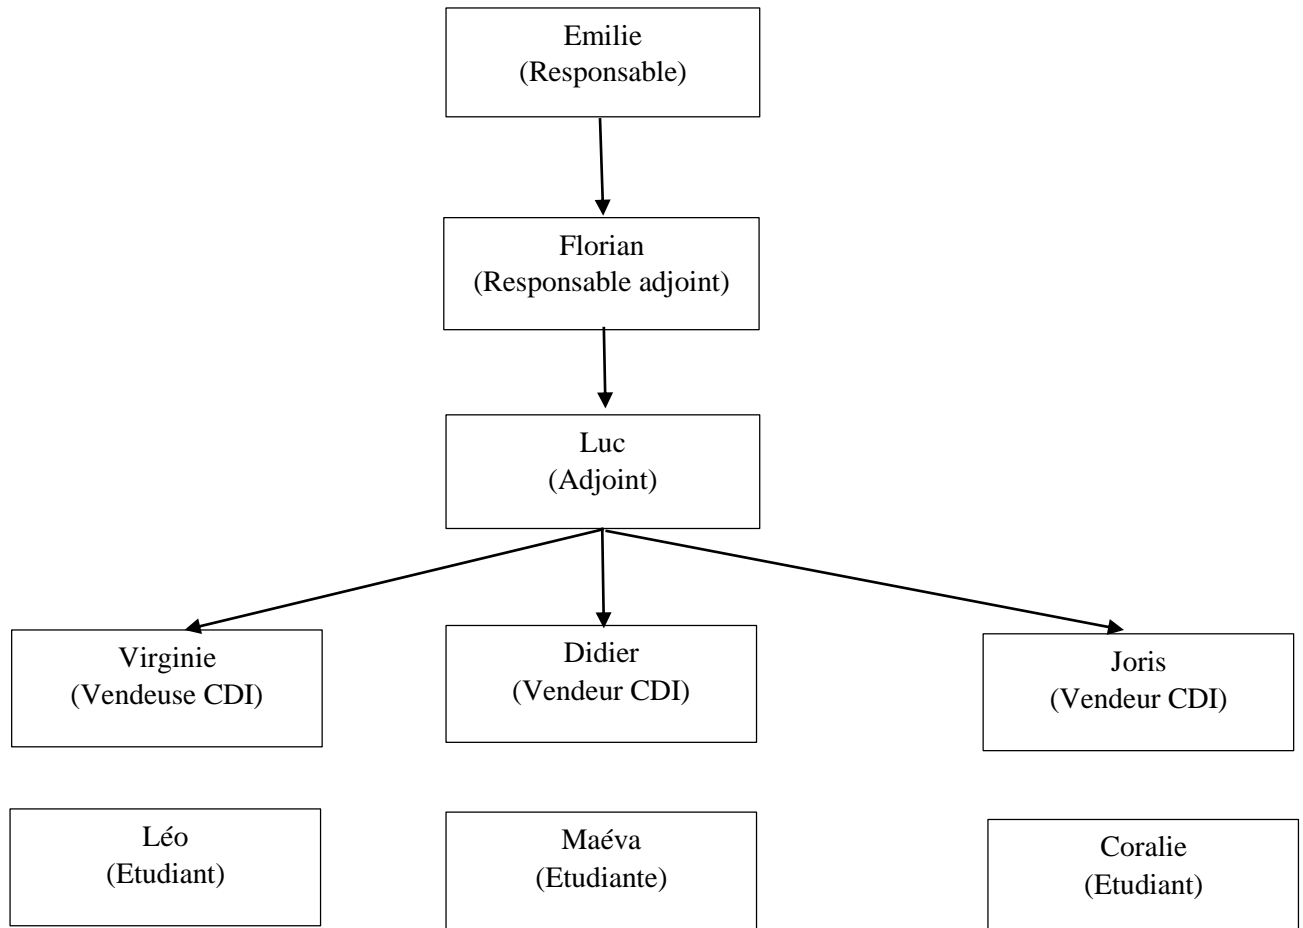 Emilie
(Responsable)
Florian
(Responsable adjoint)
Luc
(Adjoint)
Virginie
(Vendeuse CDI)
Didier
(Vendeur CDI)
Joris
(Vendeur CDI)
Léo
(Etudiant)
Maéva
(Etudiante)
Coralie
(Etudiant)